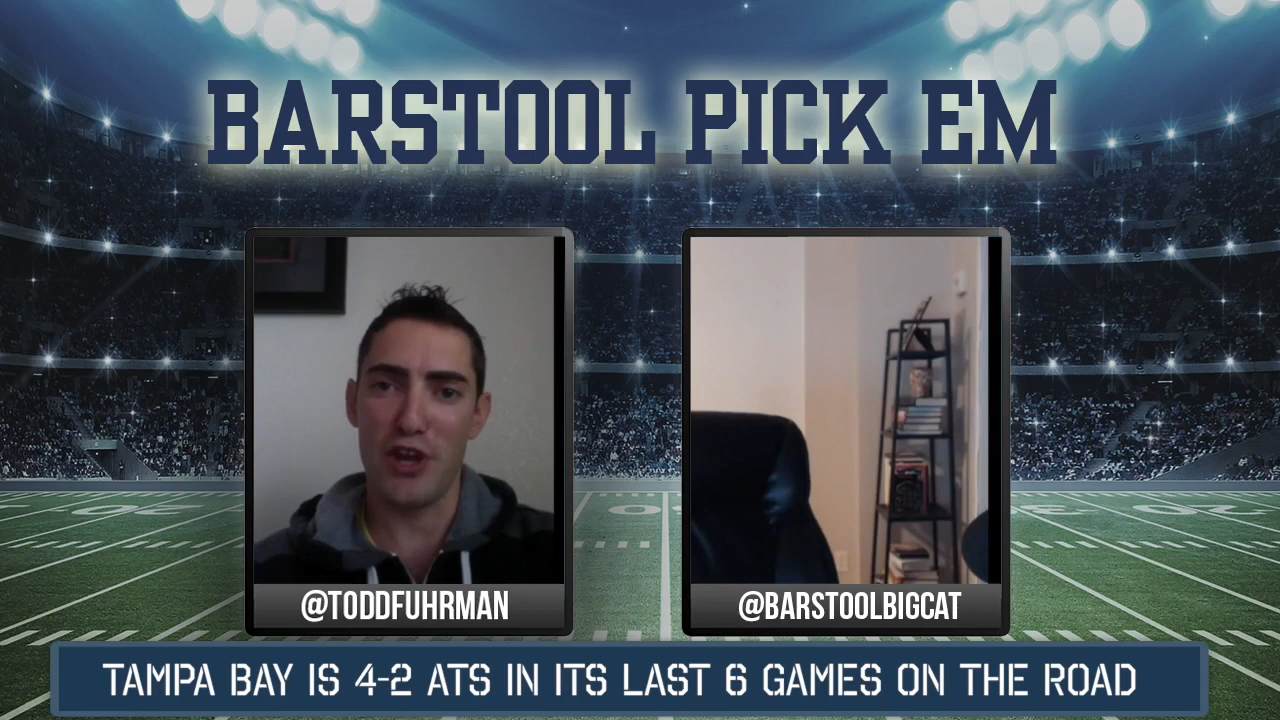 BARSTOOL PICK EM
@TODDFUHRMAN
@BARSTOOLBIGCAT
TAMPA BAY IS 4-2 ATS IN ITS LAST 6 GAMES ON THE ROAD